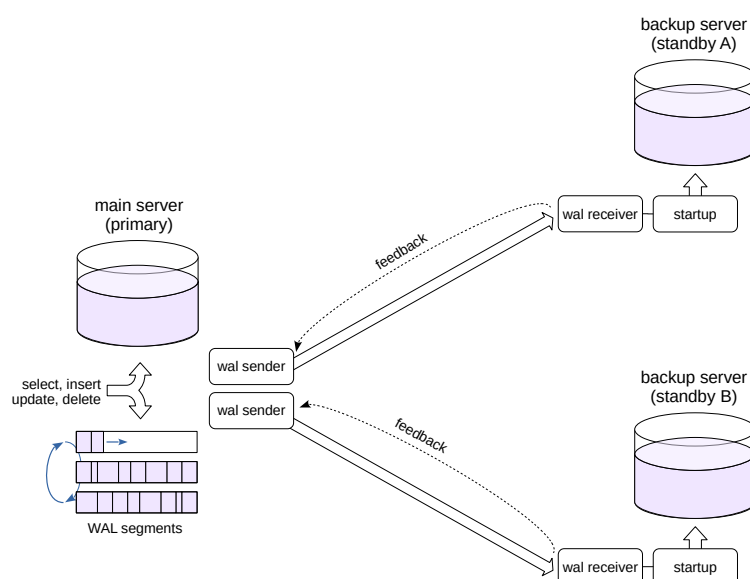 backup server
(standby A)
main server
(primary)
wal receiver
startup
feedback
wal sender
select, insert
update, delete
wal sender
backup server
(standby B)
feedback
WAL segments
wal receiver
startup